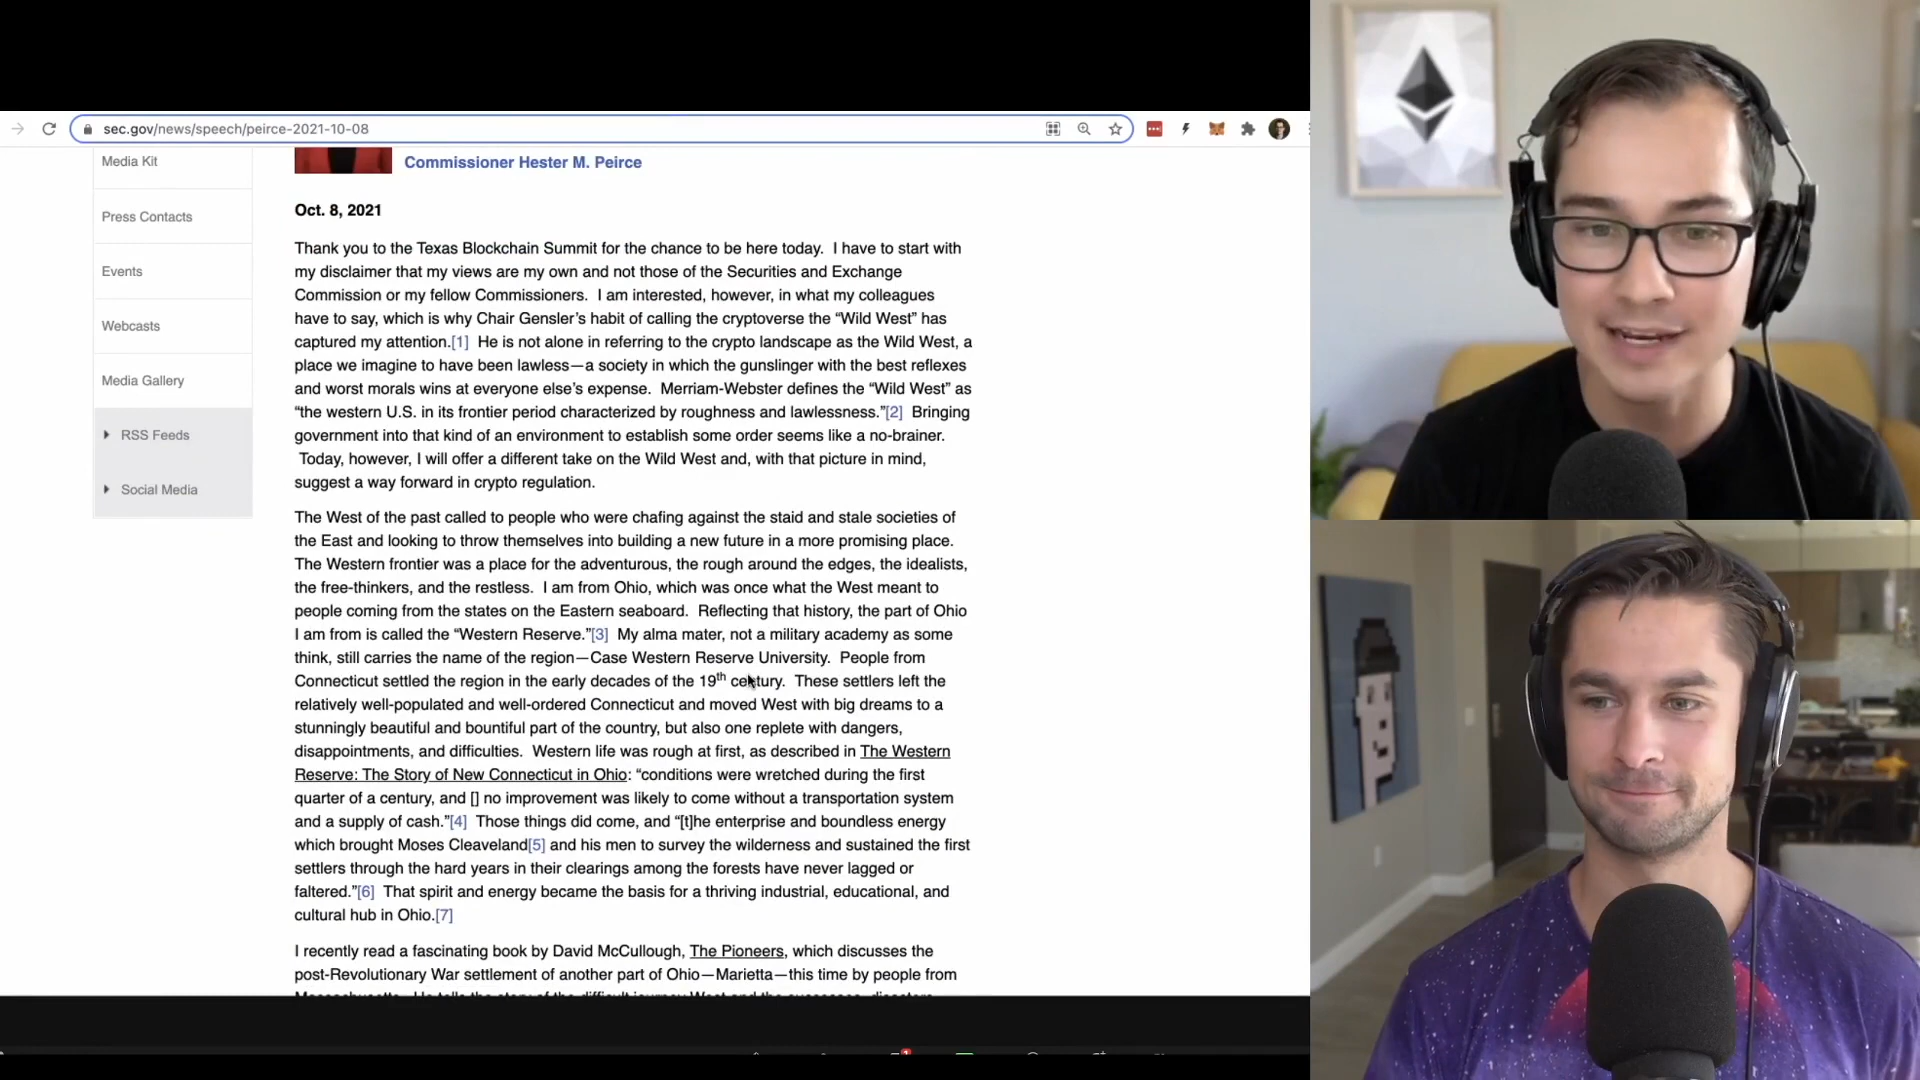 sec.gov/news/speech/peirce-2021-10-08
Media Kit
Press Contacts
Events
Webcasts
Media Gallery
RSS Feeds
Social Media
Commissioner Hester M. Peirce
Oct. 8, 2021
Thank you to the Texas Blockchain Summit for the chance to be here today.  I have to start with
my disclaimer that my views are my own and not those of the Securities and Exchange
Commission or my fellow Commissioners.  I am interested, however, in what my colleagues
have to say, which is why Chair Gensler’s habit of calling the cryptoverse the “Wild West” has
captured my attention.[1]  He is not alone in referring to the crypto landscape as the Wild West, a
place we imagine to have been lawless—a society in which the gunslinger with the best reflexes
and worst morals wins at everyone else’s expense.  Merriam-Webster defines the “Wild West” as
“the western U.S. in its frontier period characterized by roughness and lawlessness.”[2]  Bringing
government into that kind of an environment to establish some order seems like a no-brainer.
Today, however, I will offer a different take on the Wild West and, with that picture in mind,
suggest a way forward in crypto regulation.
The West of the past called to people who were chafing against the staid and stale societies of
the East and looking to throw themselves into building a new future in a more promising place.
The Western frontier was a place for the adventurous, the rough around the edges, the idealists,
the free-thinkers, and the restless.  I am from Ohio, which was once what the West meant to
people coming from the states on the Eastern seaboard.  Reflecting that history, the part of Ohio
I am from is called the “Western Reserve.”[3]  My alma mater, not a military academy as some
think, still carries the name of the region—Case Western Reserve University.  People from
Connecticut settled the region in the early decades of the 19th century.  These settlers left the
relatively well-populated and well-ordered Connecticut and moved West with big dreams to a
stunningly beautiful and bountiful part of the country, but also one replete with dangers,
disappointments, and difficulties.  Western life was rough at first, as described in The Western
Reserve: The Story of New Connecticut in Ohio: “conditions were wretched during the first
quarter of a century, and [] no improvement was likely to come without a transportation system
and a supply of cash.”[4]  Those things did come, and “[t]he enterprise and boundless energy
which brought Moses Cleaveland[5] and his men to survey the wilderness and sustained the first
settlers through the hard years in their clearings among the forests have never lagged or
faltered.”[6]  That spirit and energy became the basis for a thriving industrial, educational, and
cultural hub in Ohio.[7]
I recently read a fascinating book by David McCullough, The Pioneers, which discusses the
post-Revolutionary War settlement of another part of Ohio—Marietta—this time by people from